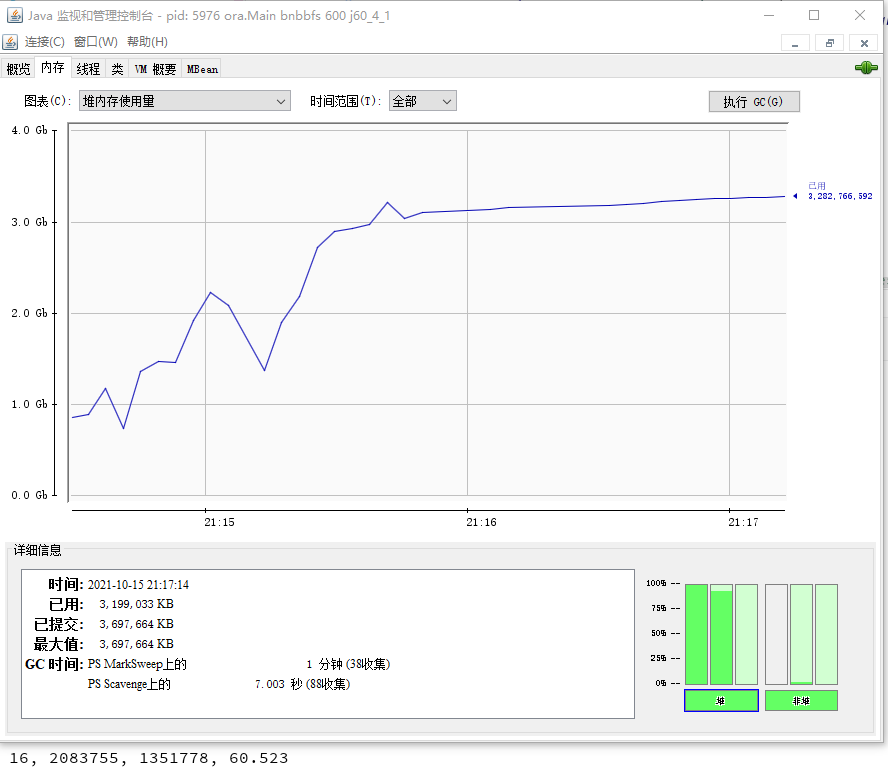 Java 监视和管理控制台 - pid: 5976 ora.Main bnbbfs 600 j60_4_1
连接(C) 窗口(W) 帮助(H)
概览 内存 线程 类 VM 概要 MBean
图表(C): 堆内存使用量 时间范围(T): 全部 执行 GC(G)
4.0 Gb
已用
3,282,766,592
3.0 Gb
2.0 Gb
1.0 Gb
0.0 Gb
21:15 21:16 21:17
详细信息
时间: 2021-10-15 21:17:14
已用: 3,199,033 KB
已提交: 3,697,664 KB
最大值: 3,697,664 KB
GC 时间: PS MarkSweep上的 1 分钟 (38收集)
PS Scavenge上的 7.003 秒 (88收集)
100% --
75% --
50% --
25% --
0% --
堆 非堆
16, 2083755, 1351778, 60.523